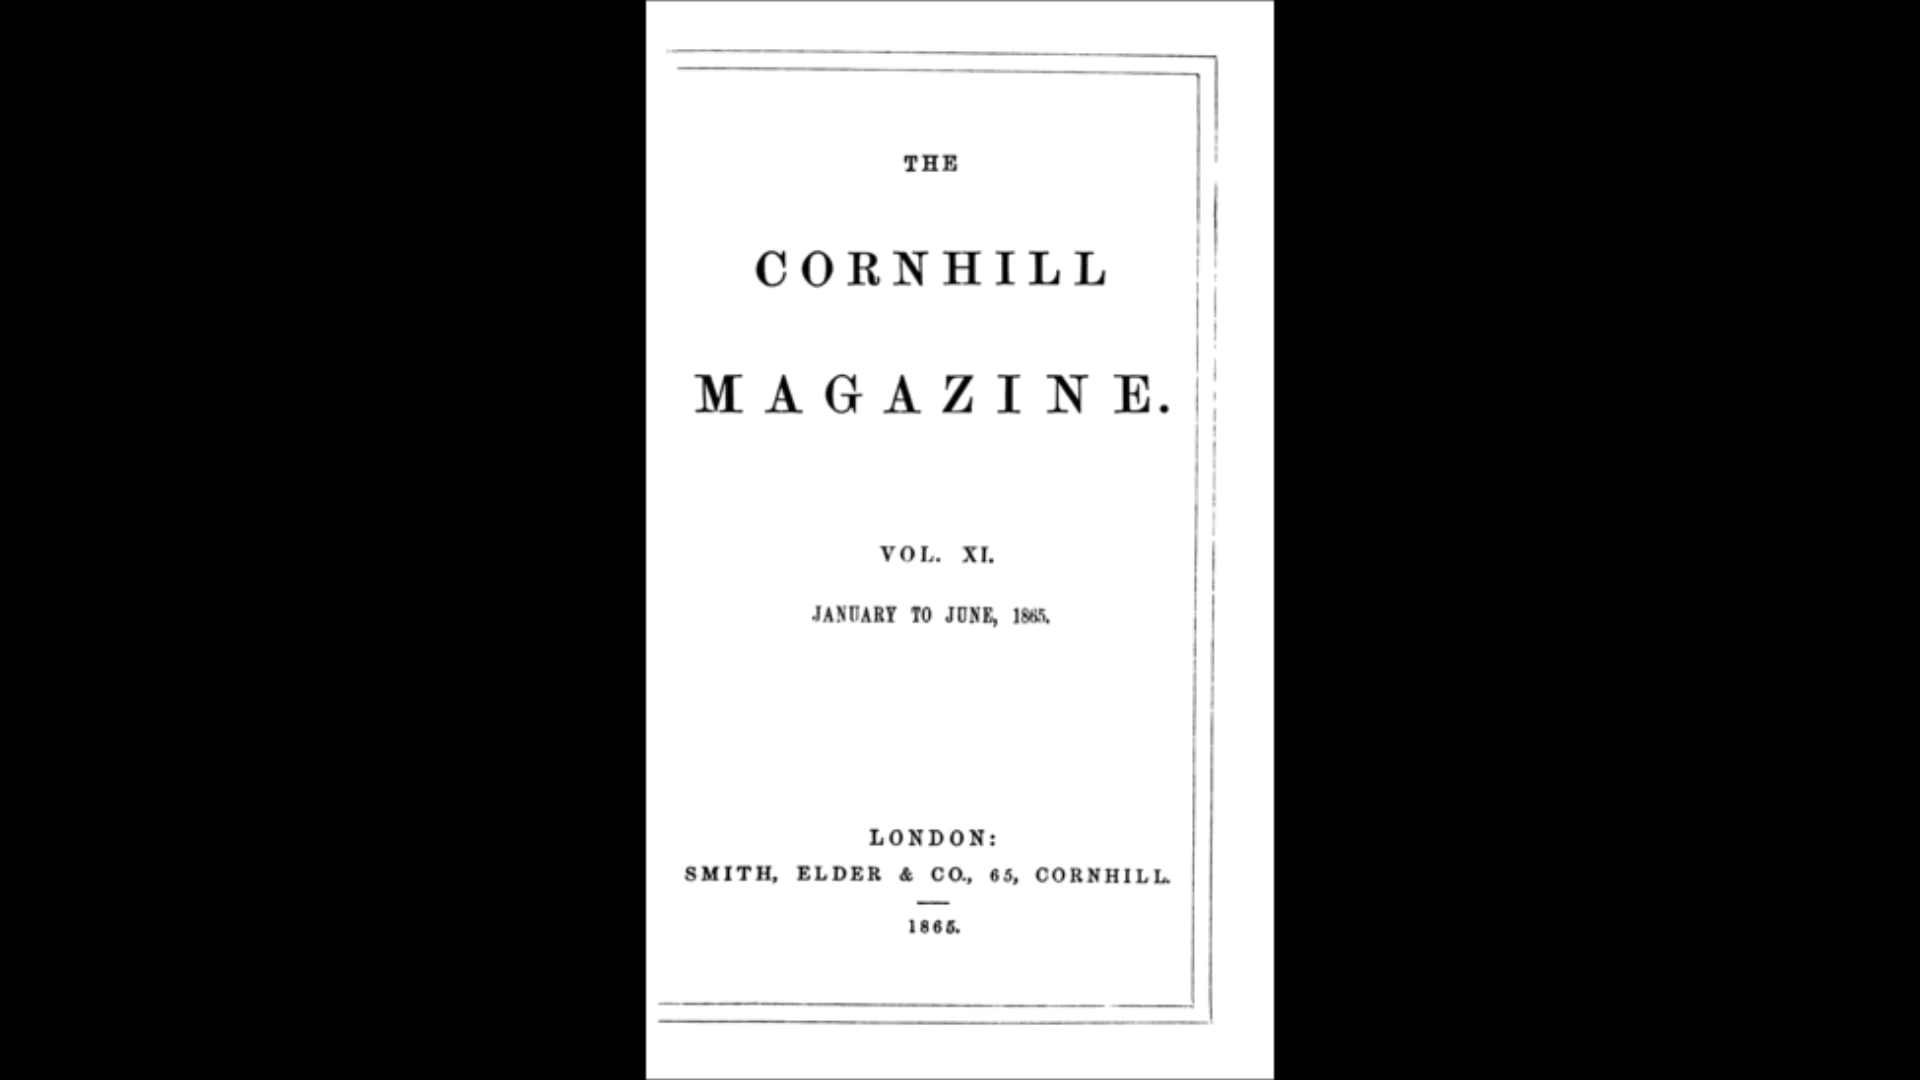 THE
CORNHILL
MAGAZINE.
VOL. XI.
JANUARY TO JUNE, 1865.
LONDON:
SMITH, ELDER & CO., 65, CORNHILL.
1865.